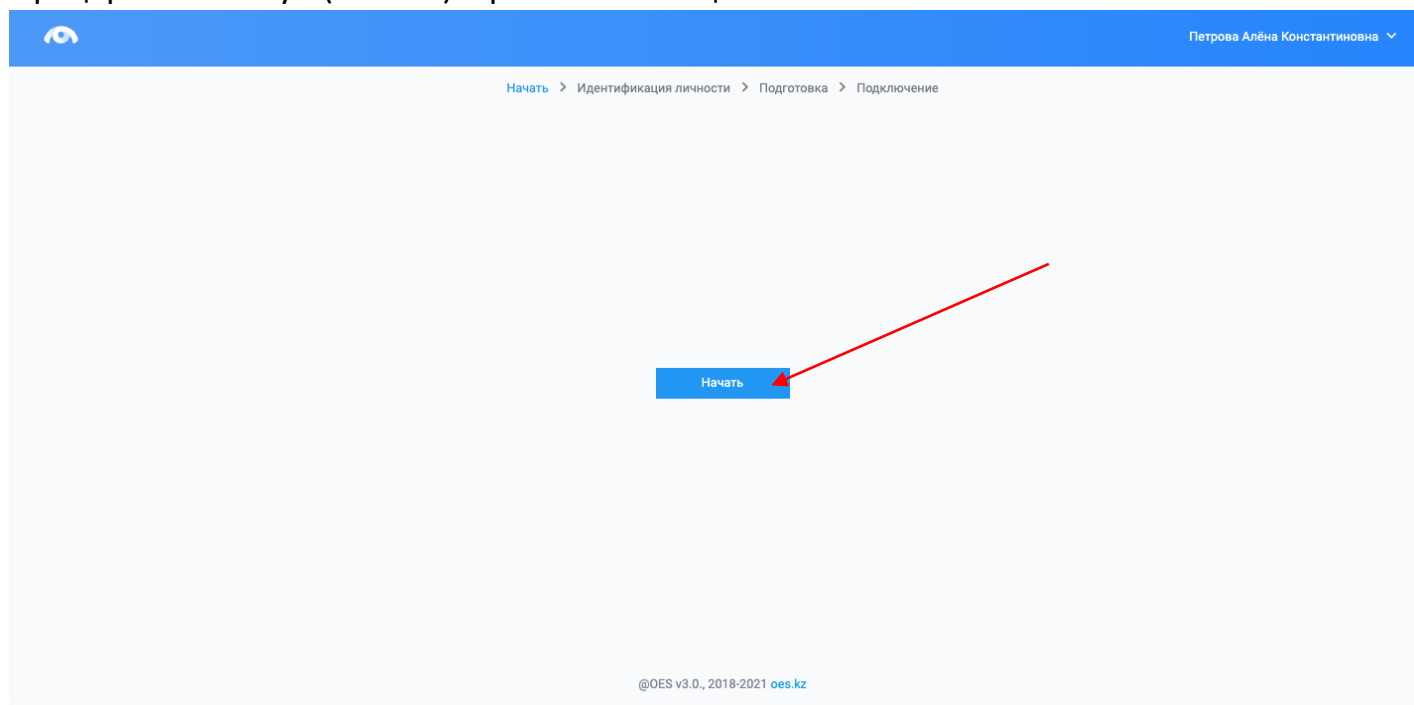 Петрова Алёна Константиновна
Начать > Идентификация личности > Подготовка > Подключение
Начать
@OES v3.0., 2018-2021 oes.kz